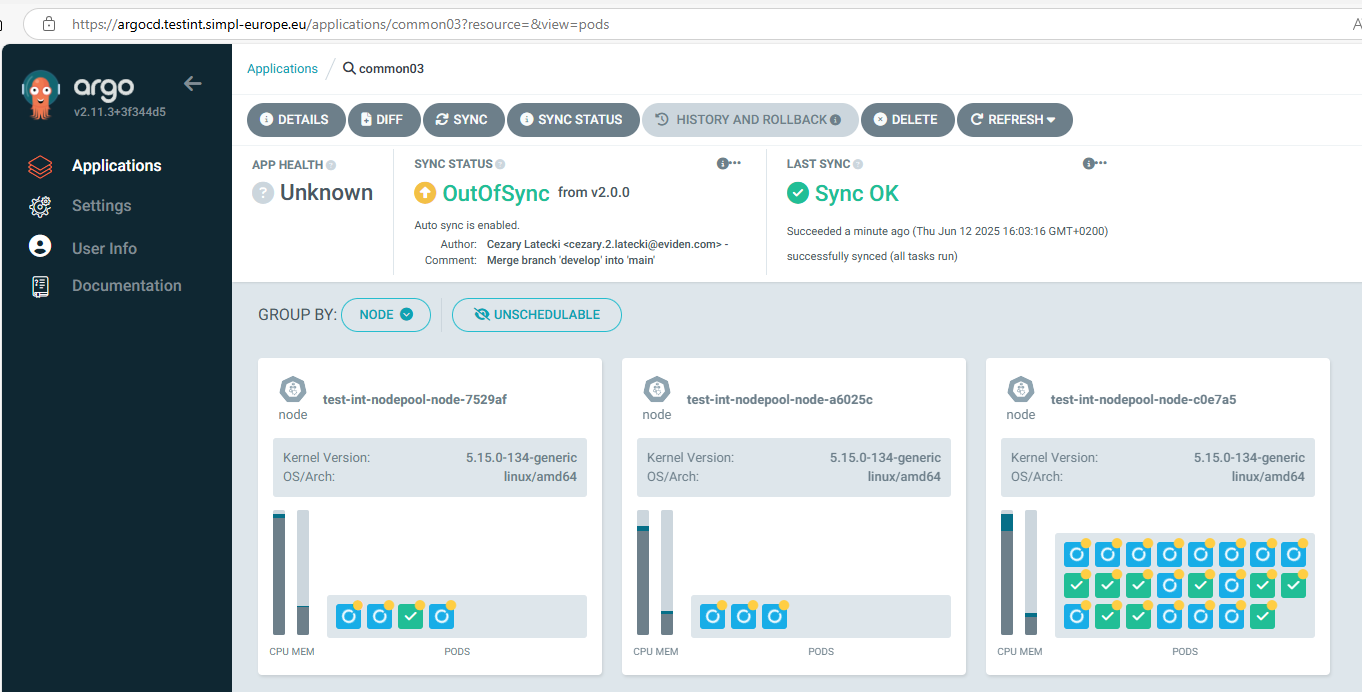 https://argocd.testint.simpl-europe.eu/applications/common03?resource=&view=pods
argo
v2.11.3+3f344d5
Applications
Settings
User Info
Documentation
Applications / common03
DETAILS DIFF SYNC SYNC STATUS HISTORY AND ROLLBACK DELETE REFRESH
APP HEALTH
Unknown
SYNC STATUS
OutOfSync from v2.0.0
Auto sync is enabled.
Author: Cezary Latecki <cezary.2.latecki@eviden.com> -
Comment: Merge branch 'develop' into 'main'
LAST SYNC
Sync OK
Succeeded a minute ago (Thu Jun 12 2025 16:03:16 GMT+0200)
successfully synced (all tasks run)
GROUP BY: NODE UNSCHEDULABLE
node
test-int-nodepool-node-7529af
Kernel Version: 5.15.0-134-generic
OS/Arch: linux/amd64
CPU MEM PODS
node
test-int-nodepool-node-a6025c
Kernel Version: 5.15.0-134-generic
OS/Arch: linux/amd64
CPU MEM PODS
node
test-int-nodepool-node-c0e7a5
Kernel Version: 5.15.0-134-generic
OS/Arch: linux/amd64
CPU MEM PODS